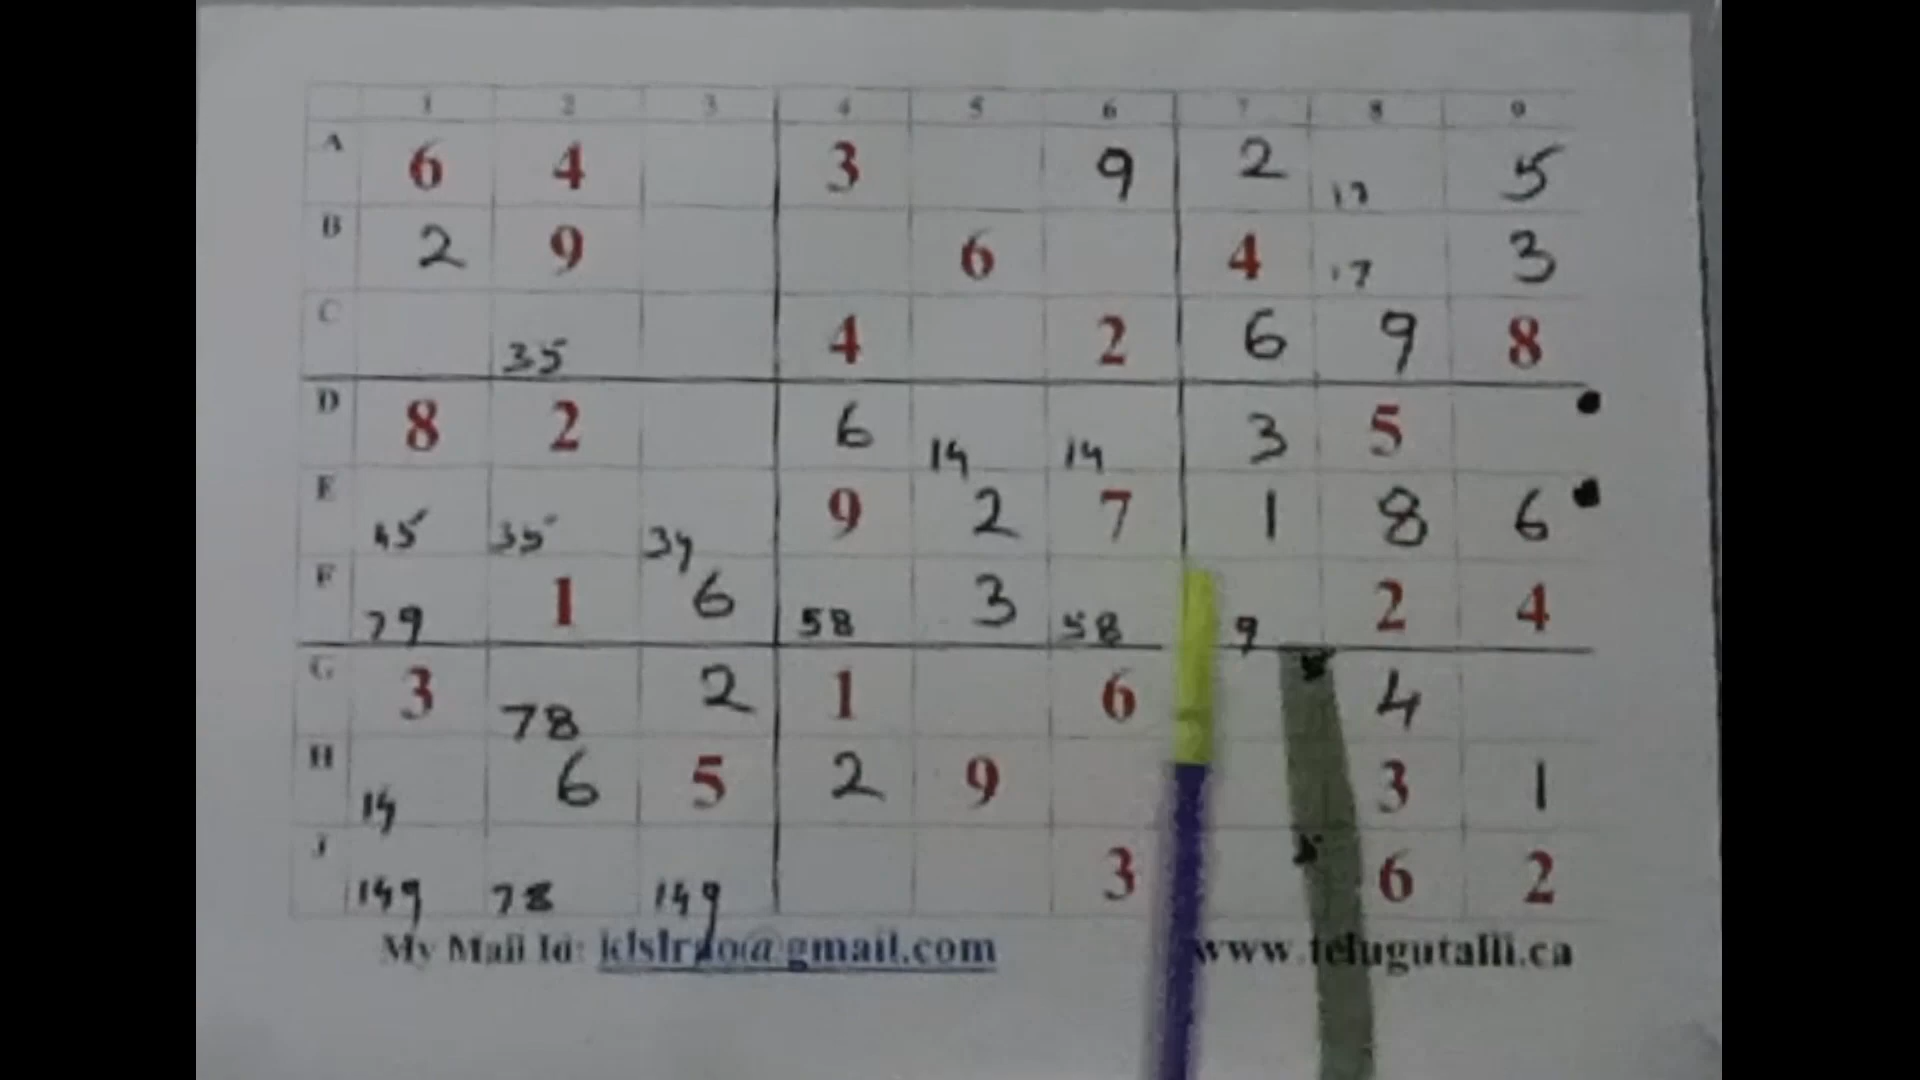 1 2 3 4 5 6 7 8 9
A 6 4 3 9 2 17 5
B 2 9 6 4 17 3
C 35 4 2 6 9 8
D 8 2 6 14 14 3 5
E 45 35 34 9 2 7 1 8 6
F 79 1 6 58 3 58 9 2 4
G 3 78 2 1 6 4
H 14 6 5 2 9 3 1
J 149 78 149 3 6 2
My Mail Id: klslrao@gmail.com www.telugutalli.ca